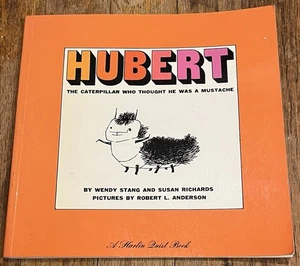 HUBERT
THE CATERPILLAR WHO THOUGHT HE WAS A MUSTACHE
BY WENDY STANG AND SUSAN RICHARDS
PICTURES BY ROBERT L. ANDERSON
A Harlin Quist Book